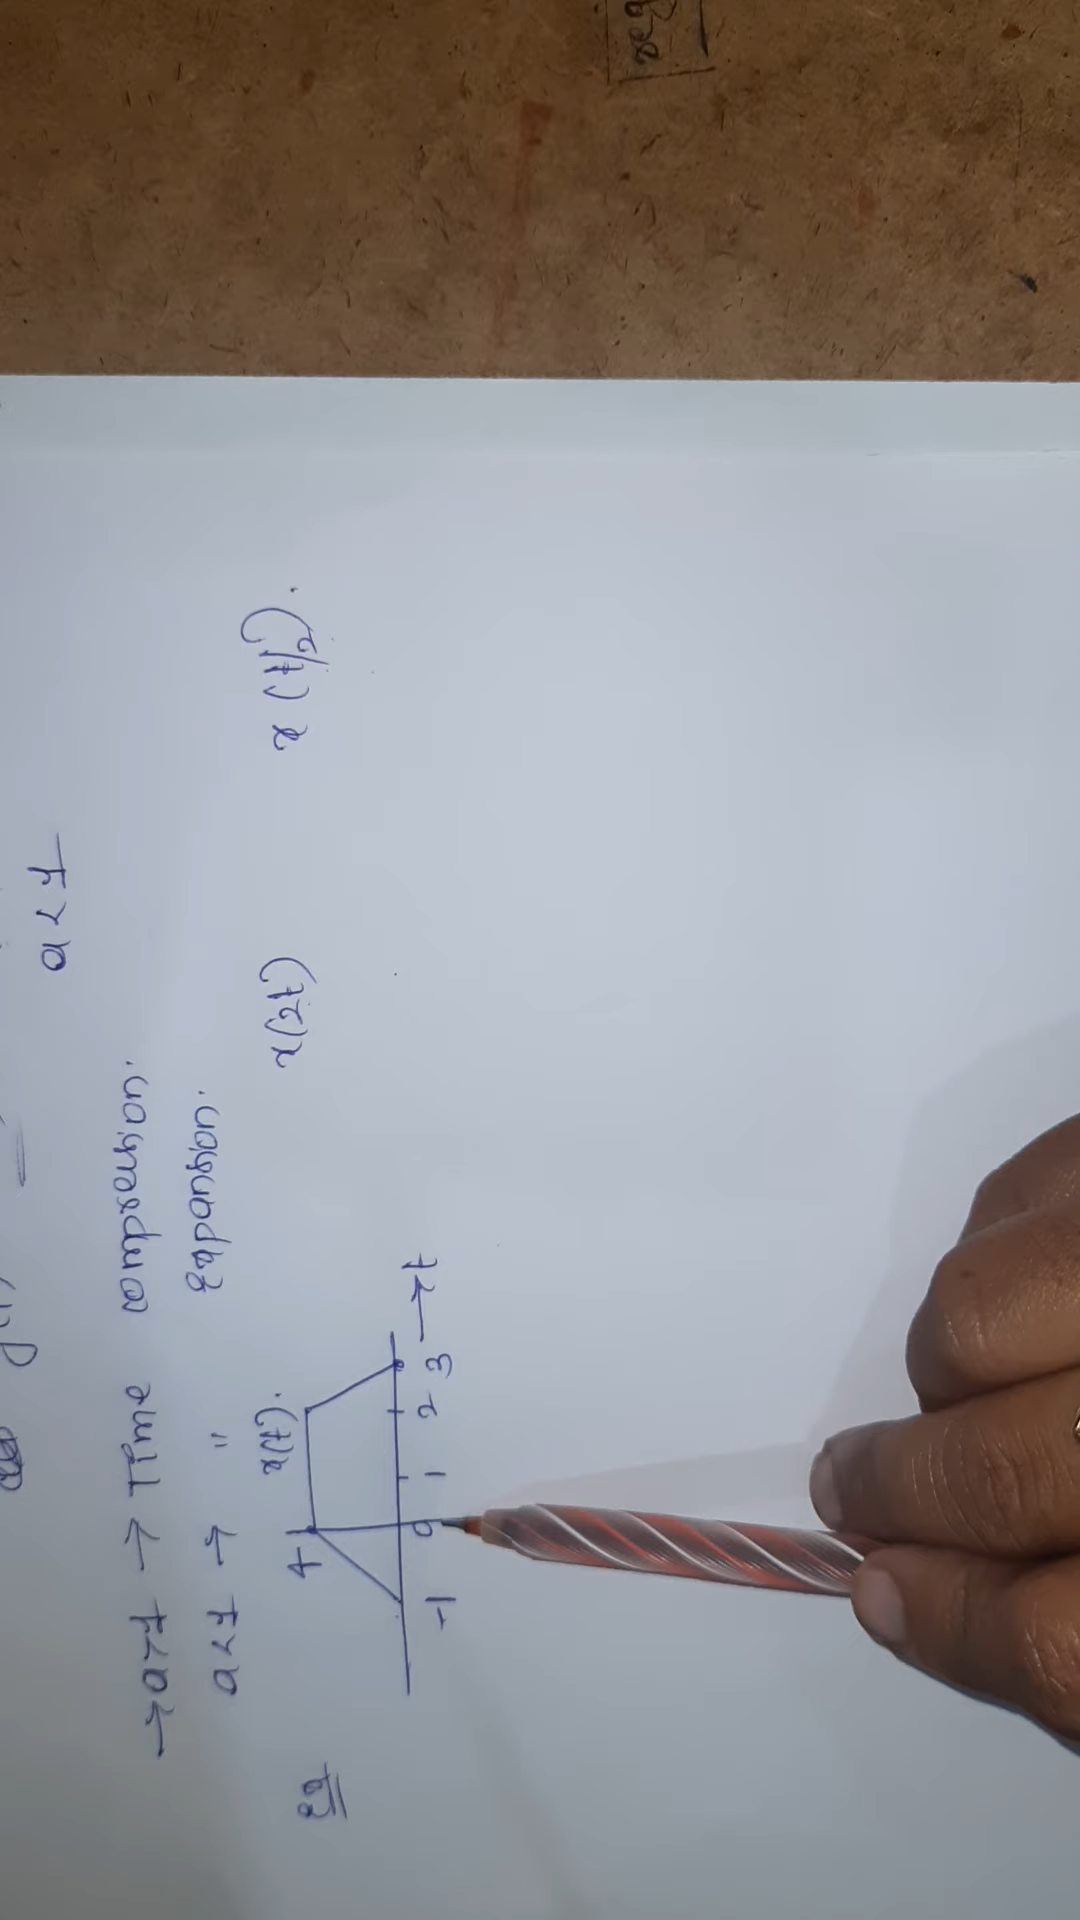 a<1
→ a>1 → Time compression.
a<1 → " Expansion.
Eg
x(t).
x(2t)
x(t/2).
1
-1 0 1 2 3 → t